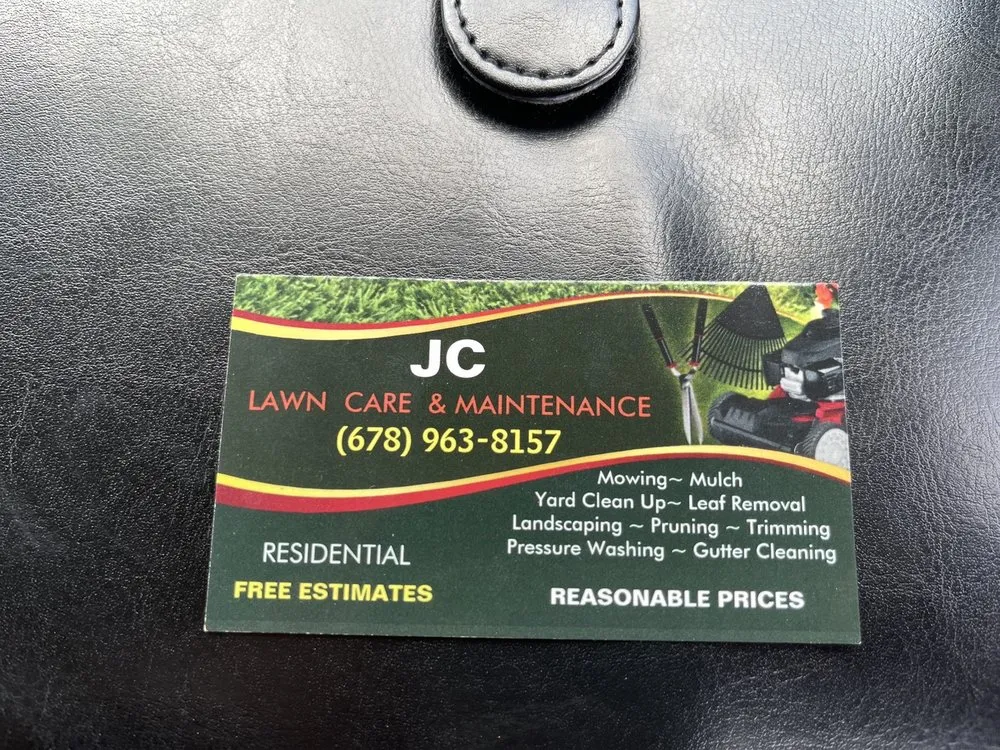 JC
LAWN CARE & MAINTENANCE
(678) 963-8157
Mowing~ Mulch
Yard Clean Up~ Leaf Removal
Landscaping ~ Pruning ~ Trimming
Pressure Washing ~ Gutter Cleaning
RESIDENTIAL
FREE ESTIMATES
REASONABLE PRICES